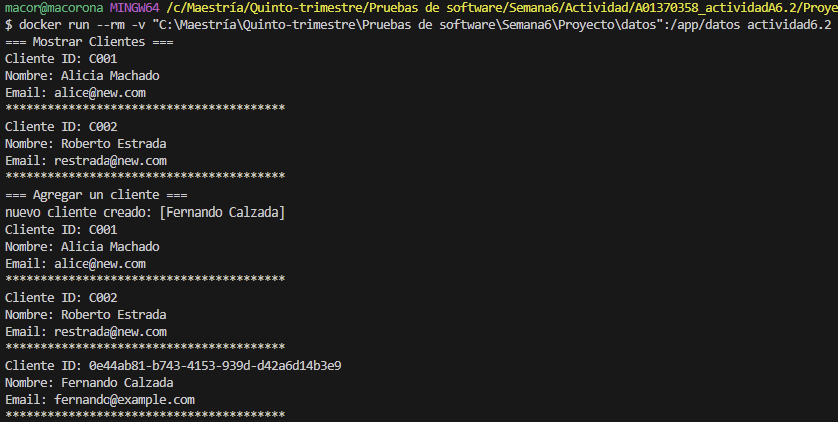 macor@macorona MINGW64 /c/Maestría/Quinto-trimestre/Pruebas de software/Semana6/Actividad/A01370358_actividadA6.2/Proye
$ docker run --rm -v "C:\Maestría\Quinto-trimestre\Pruebas de software\Semana6\Proyecto\datos":/app/datos actividad6.2
=== Mostrar Clientes ===
Cliente ID: C001
Nombre: Alicia Machado
Email: alice@new.com
****************************************
Cliente ID: C002
Nombre: Roberto Estrada
Email: restrada@new.com
****************************************
=== Agregar un cliente ===
nuevo cliente creado: [Fernando Calzada]
Cliente ID: C001
Nombre: Alicia Machado
Email: alice@new.com
****************************************
Cliente ID: C002
Nombre: Roberto Estrada
Email: restrada@new.com
****************************************
Cliente ID: 0e44ab81-b743-4153-939d-d42a6d14b3e9
Nombre: Fernando Calzada
Email: fernando@example.com
****************************************